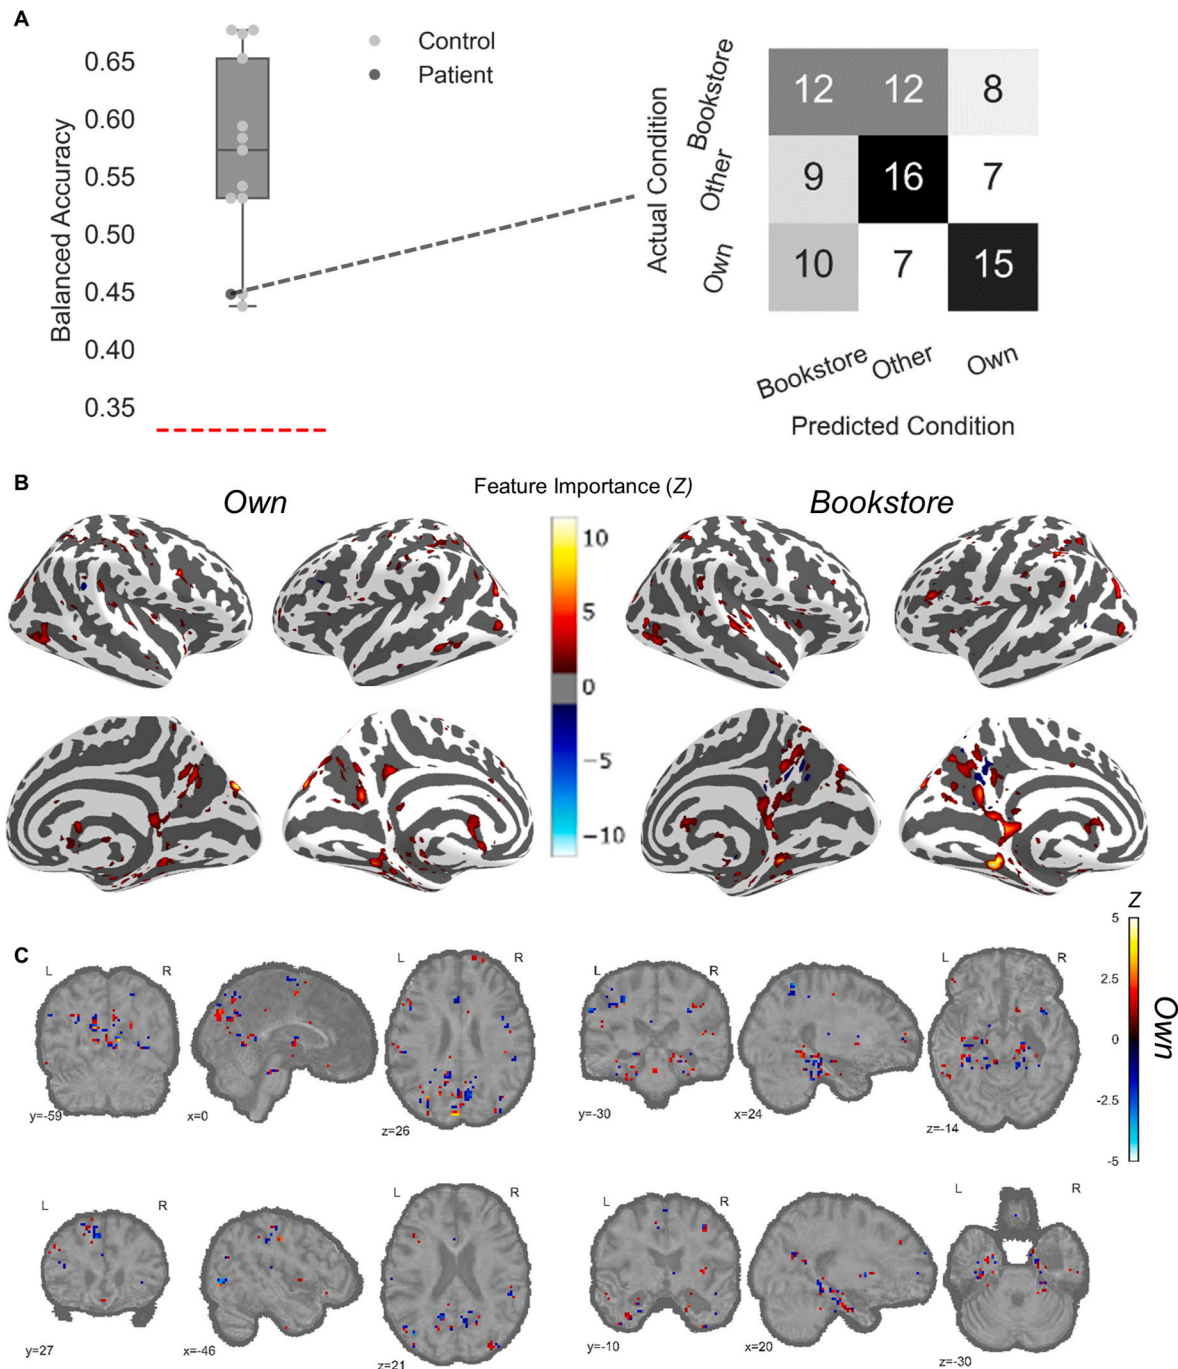 A
Balanced Accuracy
0.65
0.60
0.55
0.50
0.45
0.40
0.35
Control
Patient
Actual Condition
Bookstore
Other
Own
12 12 8
9 16 7
10 7 15
Bookstore Other Own
Predicted Condition
B
Own
Feature Importance (Z)
Bookstore
10
5
0
−5
−10
C
L R
y=-59
x=0
L R
z=26
L R
y=-30
x=24
L R
z=-14
Z
5
2.5
0
-2.5
-5
Own
L R
y=27
x=-46
L R
z=21
L R
y=-10
x=20
L R
z=-30